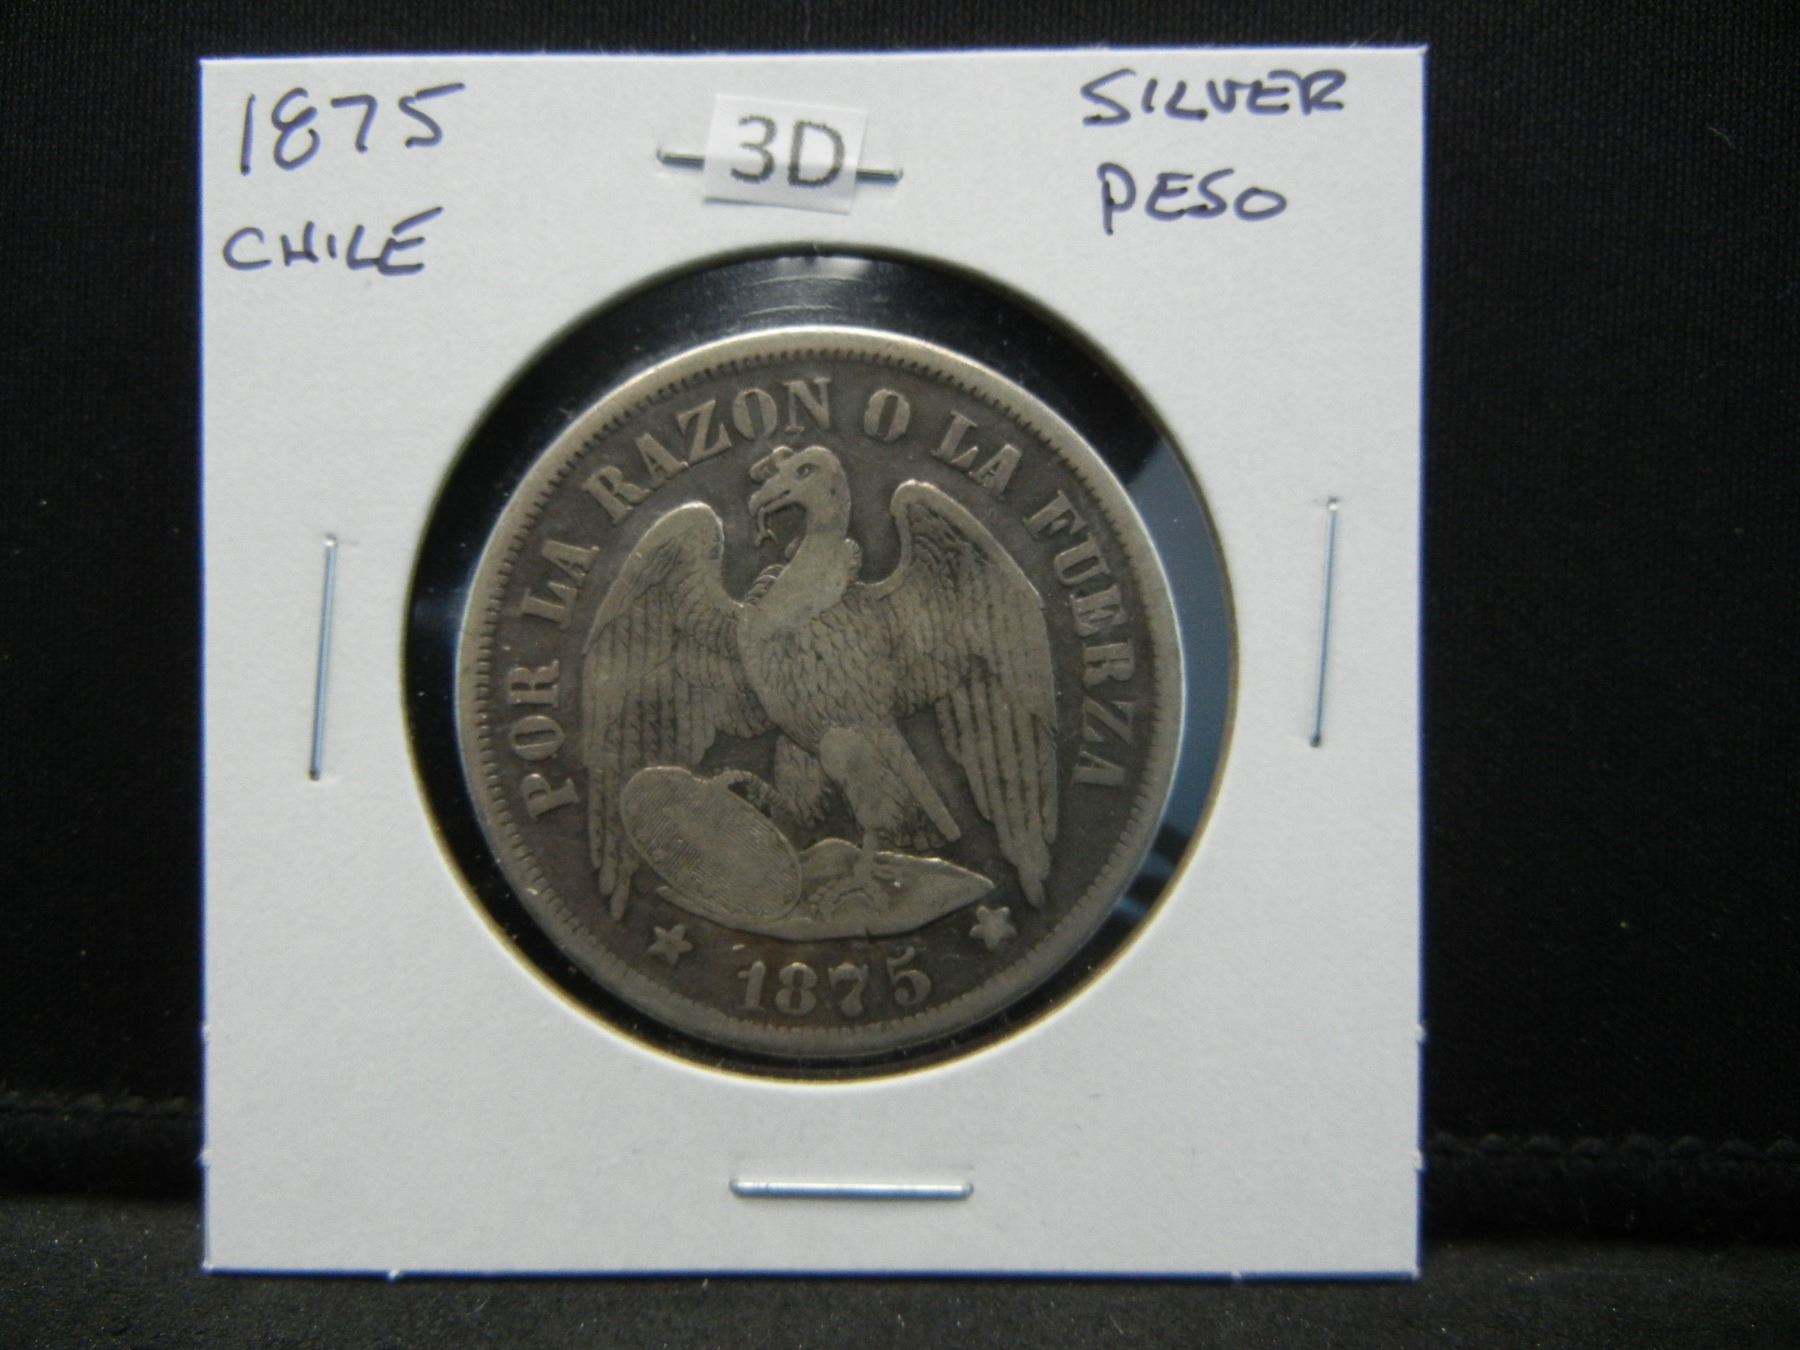 1875
CHILE
3D
SILVER
PESO
POR LA RAZON O LA FUERZA
1875